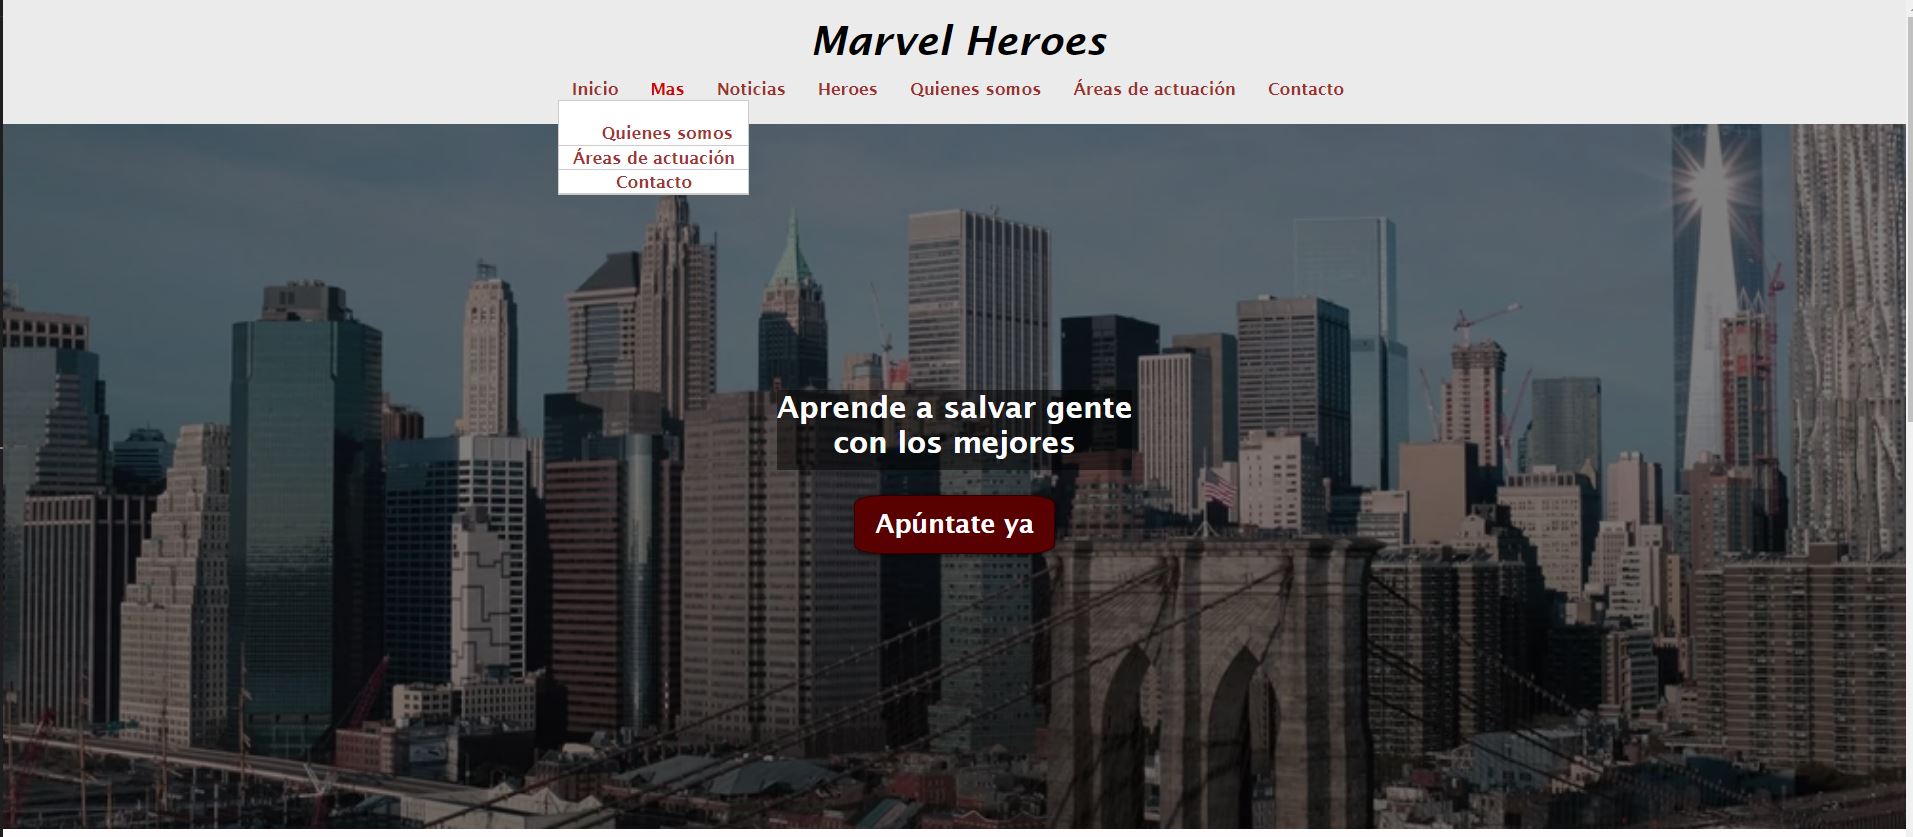 Marvel Heroes
Inicio Mas Noticias Heroes Quienes somos Áreas de actuación Contacto
Quienes somos
Áreas de actuación
Contacto
Aprende a salvar gente
con los mejores
Apúntate ya